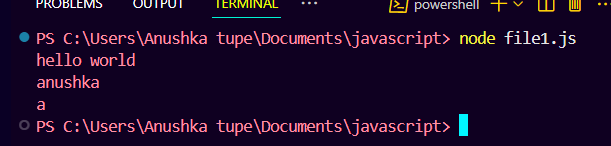 PROBLEMS OUTPUT TERMINAL ... powershell
PS C:\Users\Anushka tupe\Documents\javascript> node file1.js
hello world
anushka
a
PS C:\Users\Anushka tupe\Documents\javascript>